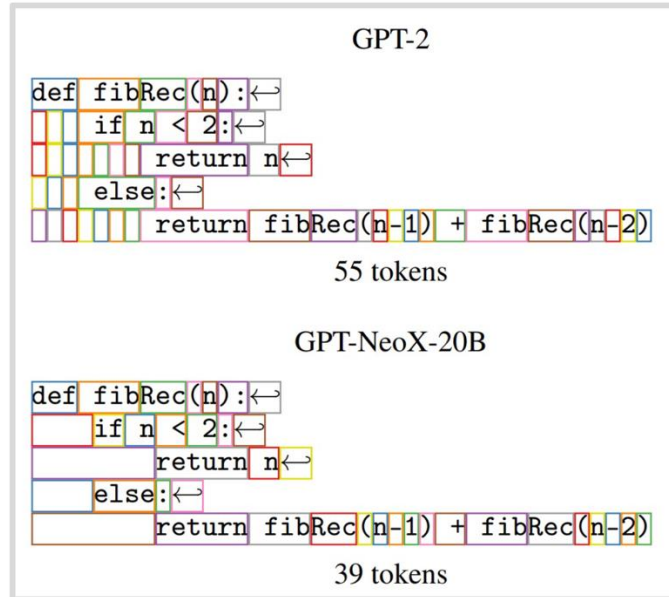 GPT-2
def fibRec(n):↩
    if n < 2:↩
        return n↩
    else:↩
        return fibRec(n-1) + fibRec(n-2)
55 tokens
GPT-NeoX-20B
def fibRec(n):↩
    if n < 2:↩
        return n↩
    else:↩
        return fibRec(n-1) + fibRec(n-2)
39 tokens